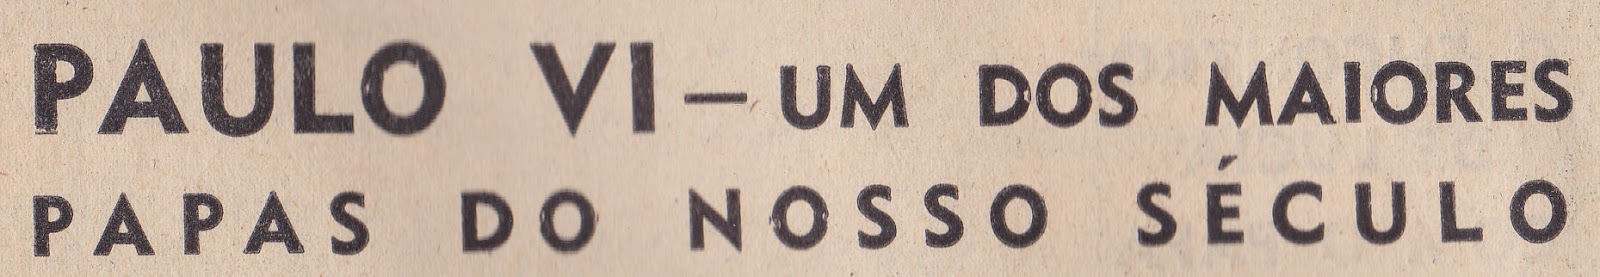 PAULO VI — UM DOS MAIORES
PAPAS DO NOSSO SÉCULO